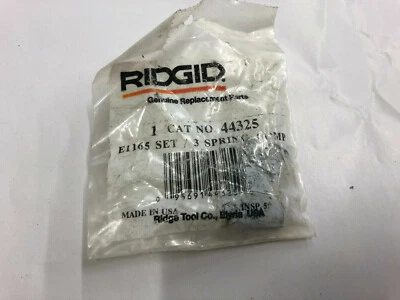 RIDGID
Genuine Replacement Parts
1 CAT NO. 44325
E1165 SET / 3 SPRING
MADE IN USA
INSP.
Ridge Tool Co., Elyria, USA